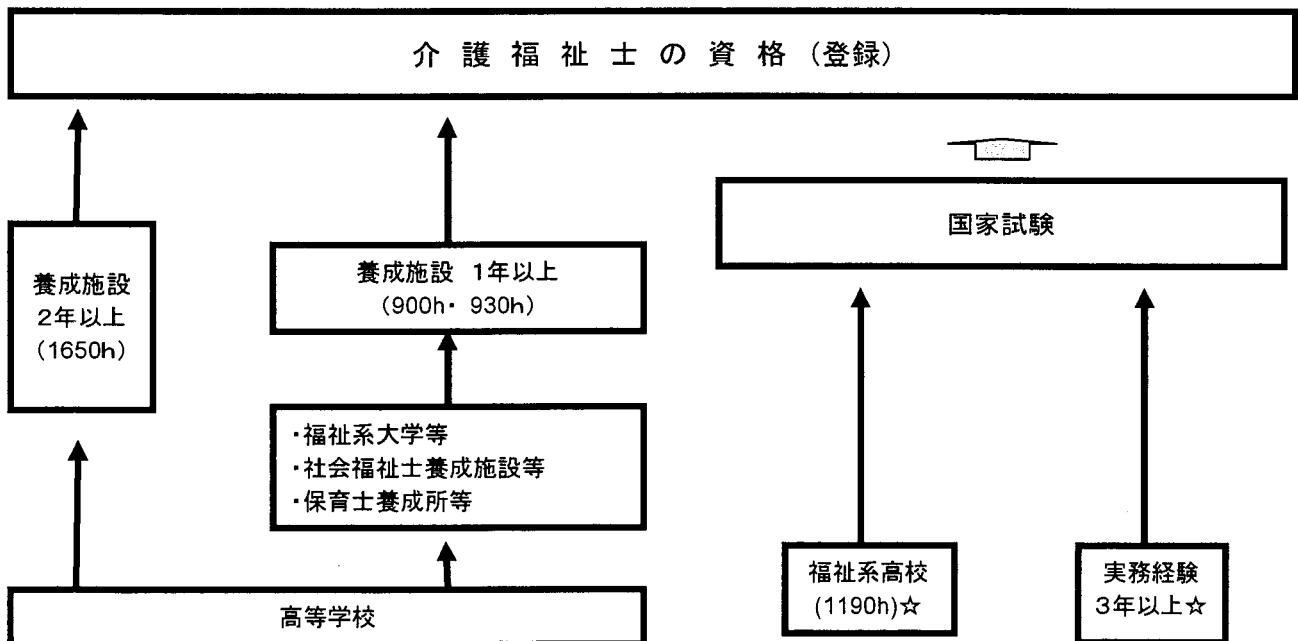 介護福祉士の資格(登録)
国家試験
養成施設
2年以上
(1650h)
養成施設 1年以上
(900h・930h)
・福祉系大学等
・社会福祉士養成施設等
・保育士養成所等
福祉系高校
(1190h)☆
実務経験
3年以上☆
高等学校